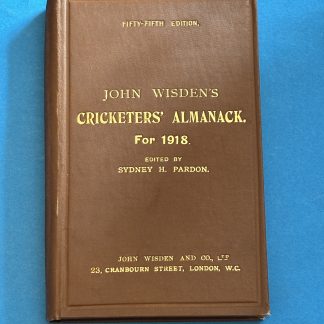 FIFTY-FIFTH EDITION.
JOHN WISDEN'S
CRICKETERS' ALMANACK.
For 1918.
EDITED BY
SYDNEY H. PARDON.
JOHN WISDEN AND CO.,
23, CRANBOURN STREET, LONDON, W.C.